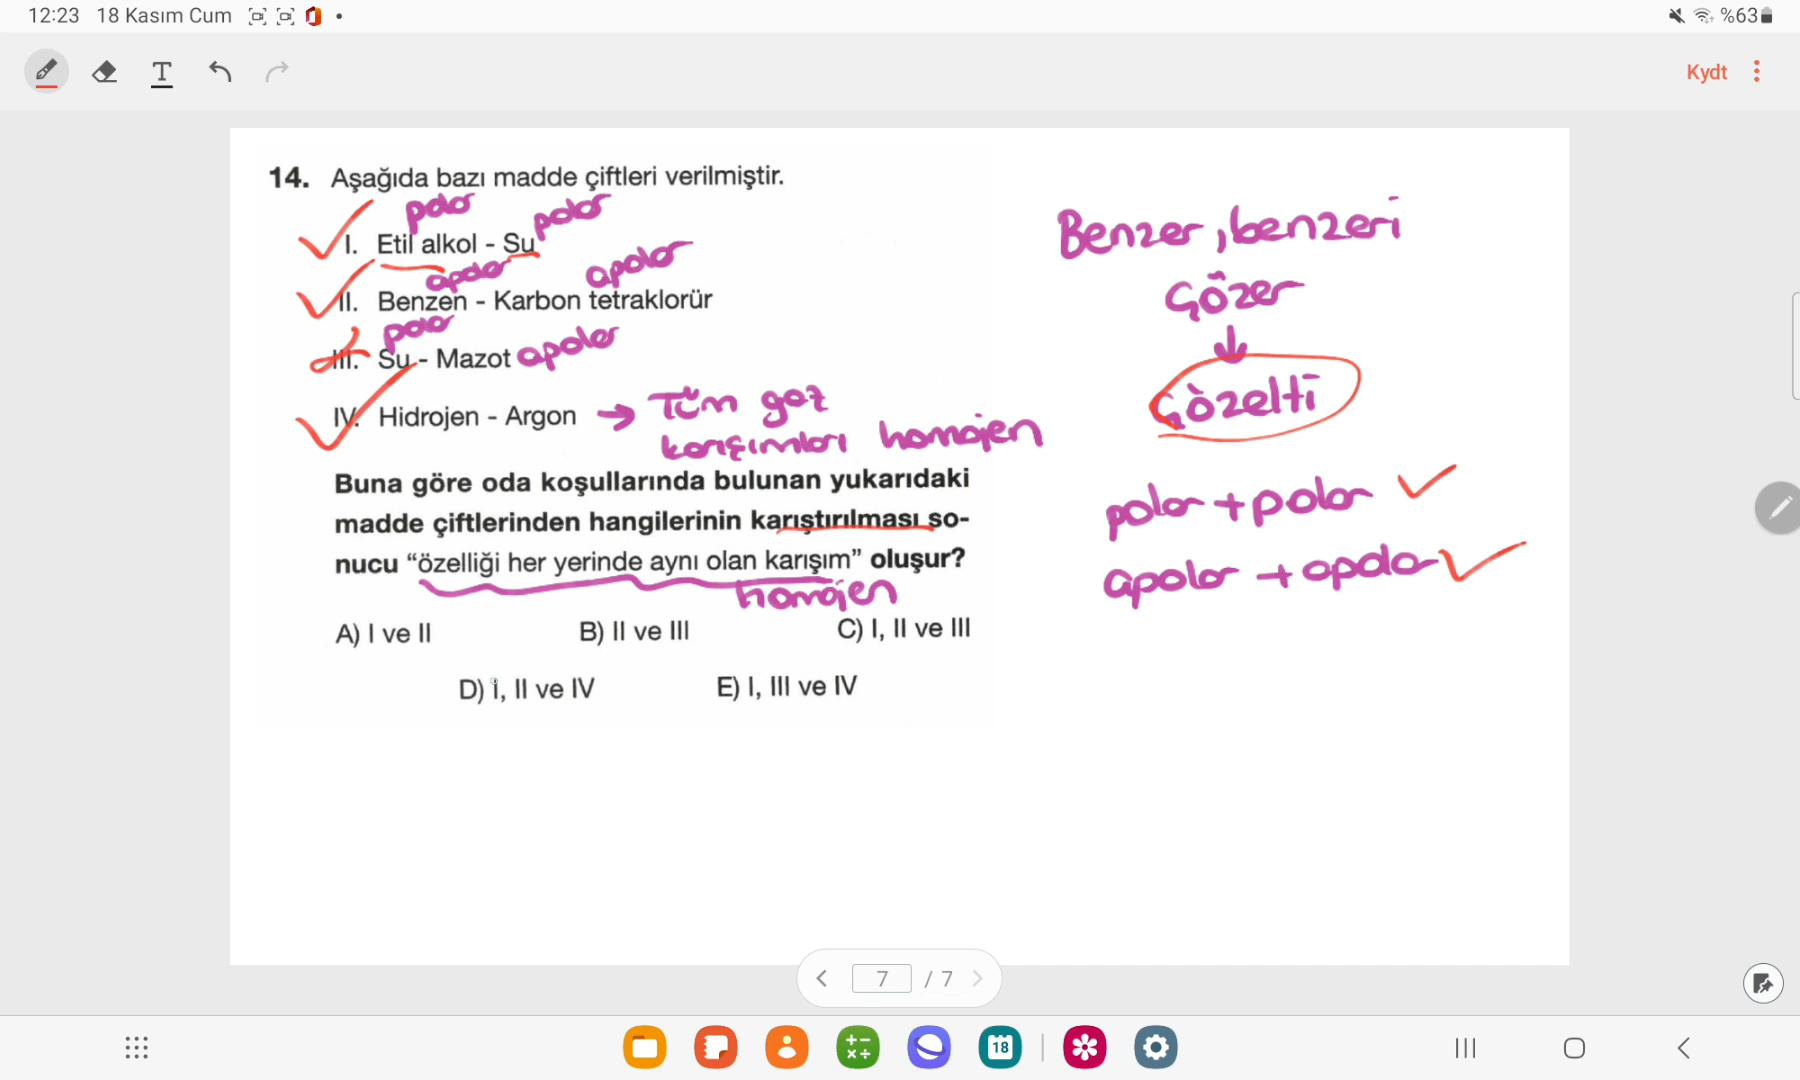 12:23 18 Kasım Cum
%63
Kydt
14. Aşağıda bazı madde çiftleri verilmiştir.
polar polar
I. Etil alkol - Su
apolar apolar
II. Benzen - Karbon tetraklorür
polar
III. Su - Mazot apolar
IV. Hidrojen - Argon → Tüm gaz
karışımları homojen
Buna göre oda koşullarında bulunan yukarıdaki
madde çiftlerinden hangilerinin karıştırılması so-
nucu “özelliği her yerinde aynı olan karışım” oluşur?
homojen
A) I ve II B) II ve III C) I, II ve III
D) I, II ve IV E) I, III ve IV
Benzer, benzeri
çözer
↓
çözelti
polar + polar ✓
apolar + apolar ✓
7 / 7
18